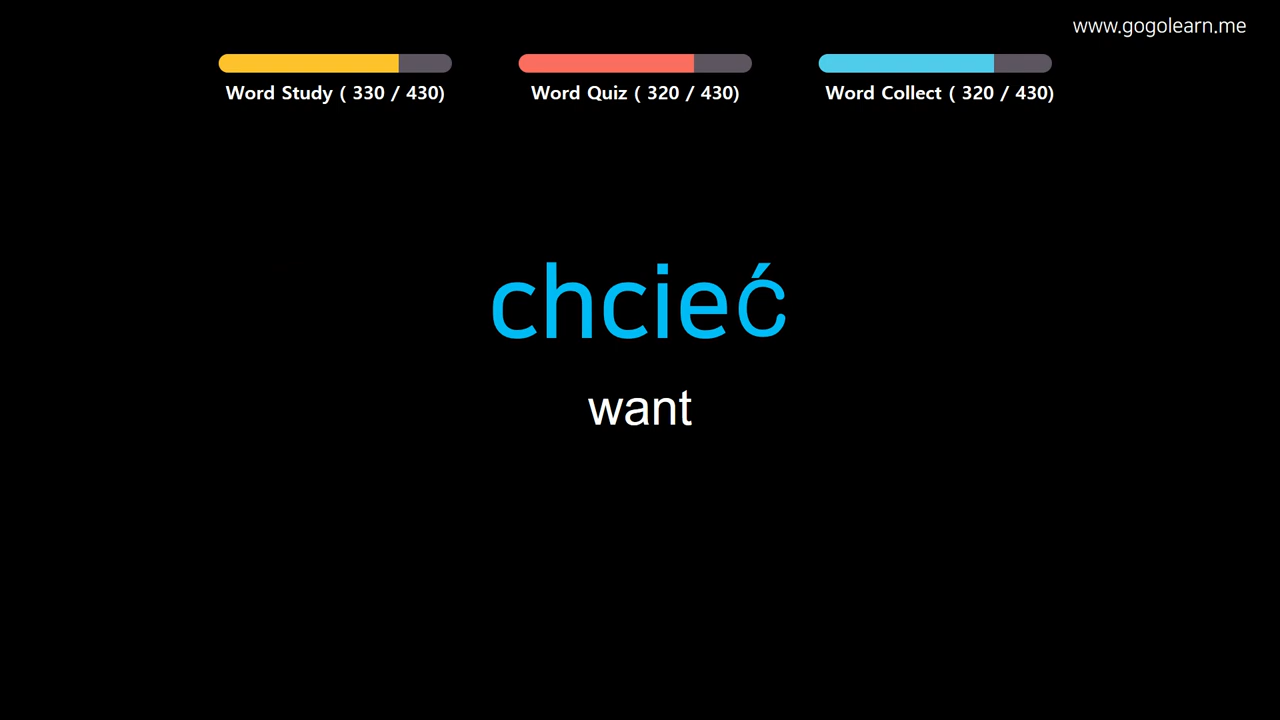 www.gogolearn.me
Word Study ( 330 / 430)
Word Quiz ( 320 / 430)
Word Collect ( 320 / 430)
chcieć
want